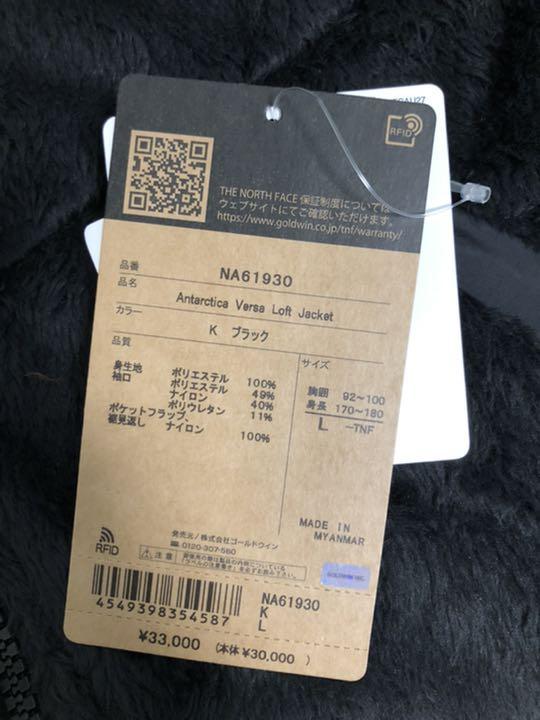 RFID
THE NORTH FACE 保証制度については
ウェブサイトにてご確認いただけます。
https://www.goldwin.co.jp/tnf/warranty/
品番 NA61930
品名 Antarctica Versa Loft Jacket
カラー K ブラック
品質
身生地 ポリエステル 100%
袖口 ポリエステル 49%
ナイロン 40%
ポリウレタン 11%
ポケットフラップ、
裾見返し ナイロン 100%
サイズ
胸囲 92～100
身長 170～180
L －TNF
MADE IN
MYANMAR
発売元/株式会社ゴールドウイン
0120-307-560
RFID
注意
GOLDWIN INC.
NA61930
K
L
4549398354587
¥33,000 (本体¥30,000 )